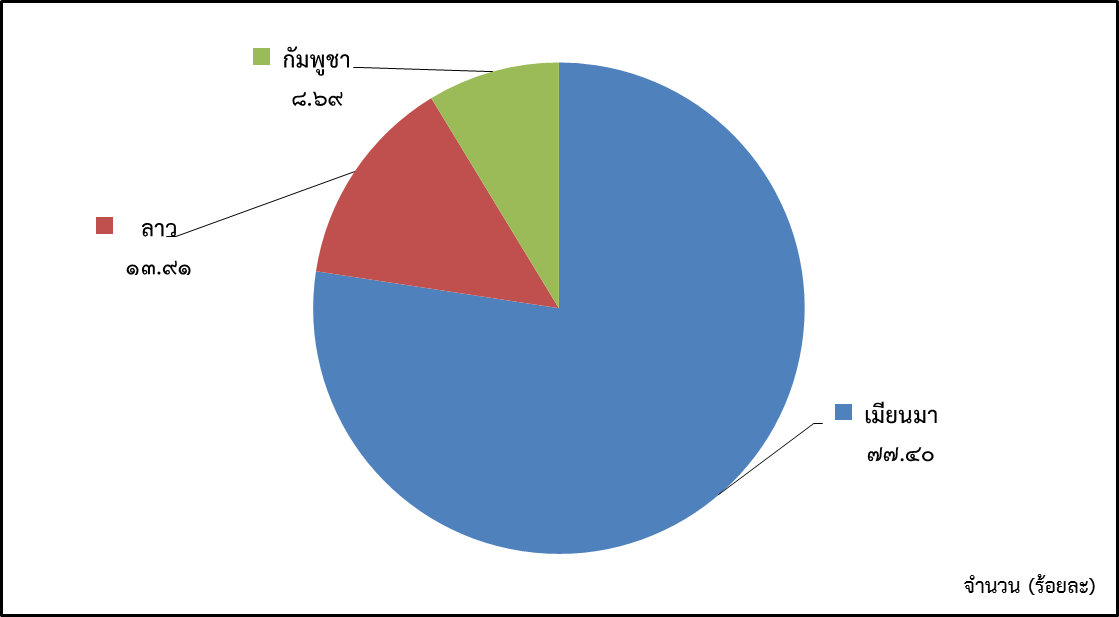 กัมพูชา
๘.๖๙
ลาว
๑๓.๙๑
เมียนมา
๗๗.๔๐
จำนวน (ร้อยละ)